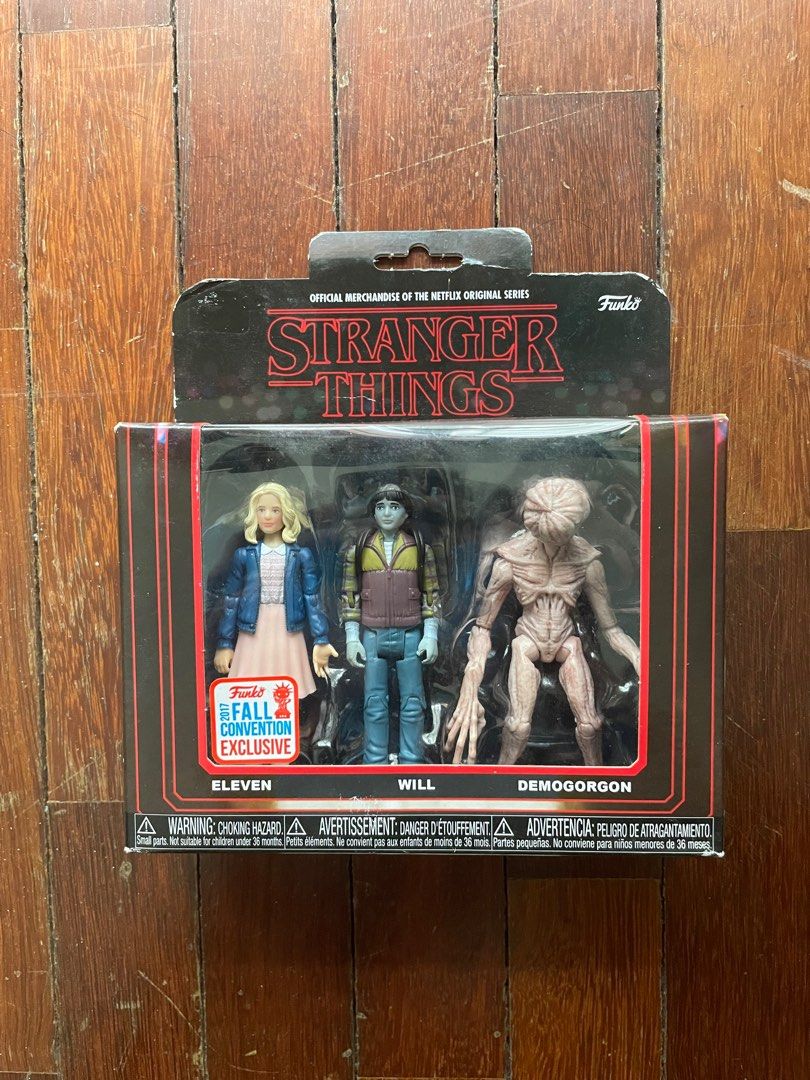 OFFICIAL MERCHANDISE OF THE NETFLIX ORIGINAL SERIES
Funko
STRANGER
THINGS
Funko
2017
FALL
CONVENTION
EXCLUSIVE
ELEVEN
WILL
DEMOGORGON
WARNING: CHOKING HAZARD.
Small parts. Not suitable for children under 36 months.
AVERTISSEMENT: DANGER D'ÉTOUFFEMENT.
Petits éléments. Ne convient pas aux enfants de moins de 36 mois.
ADVERTENCIA: PELIGRO DE ATRAGANTAMIENTO.
Partes pequeñas. No conviene para niños menores de 36 meses.